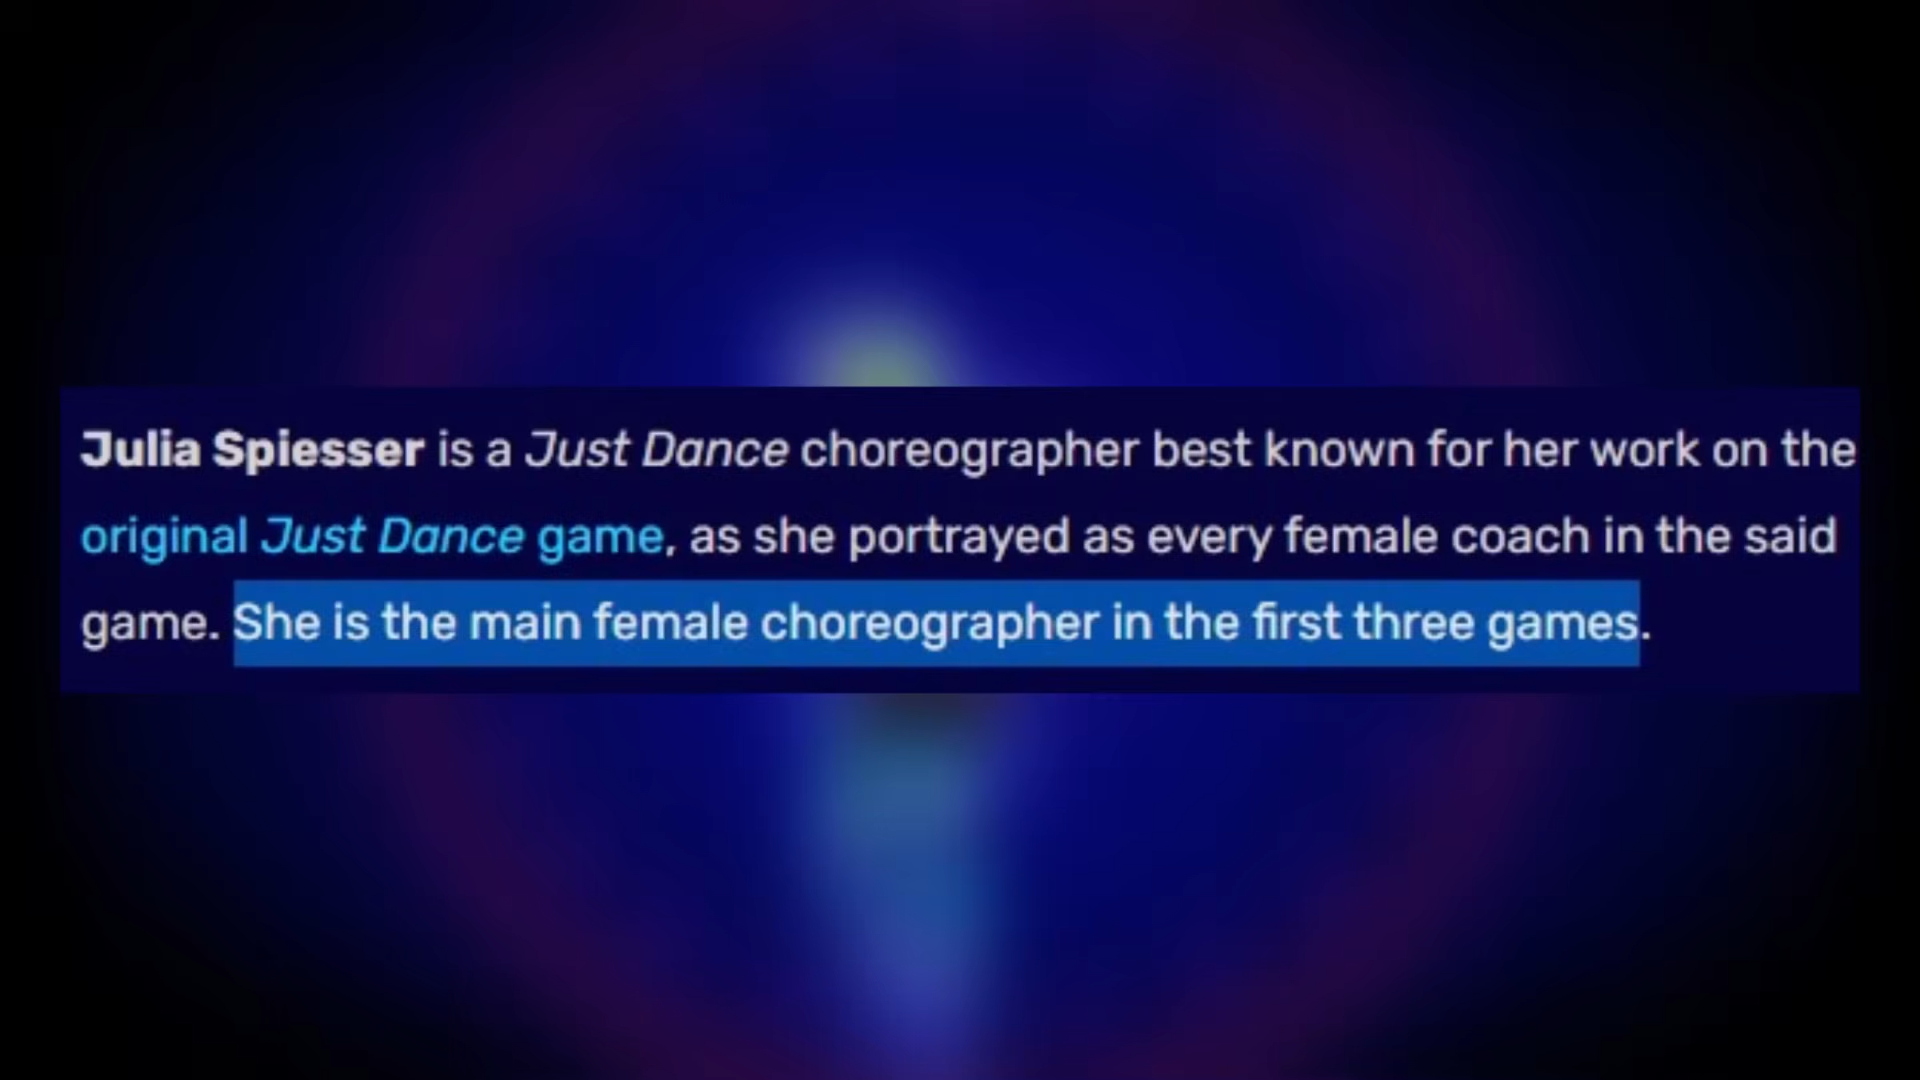 Julia Spiesser is a Just Dance choreographer best known for her work on the
original Just Dance game, as she portrayed as every female coach in the said
game. She is the main female choreographer in the first three games.